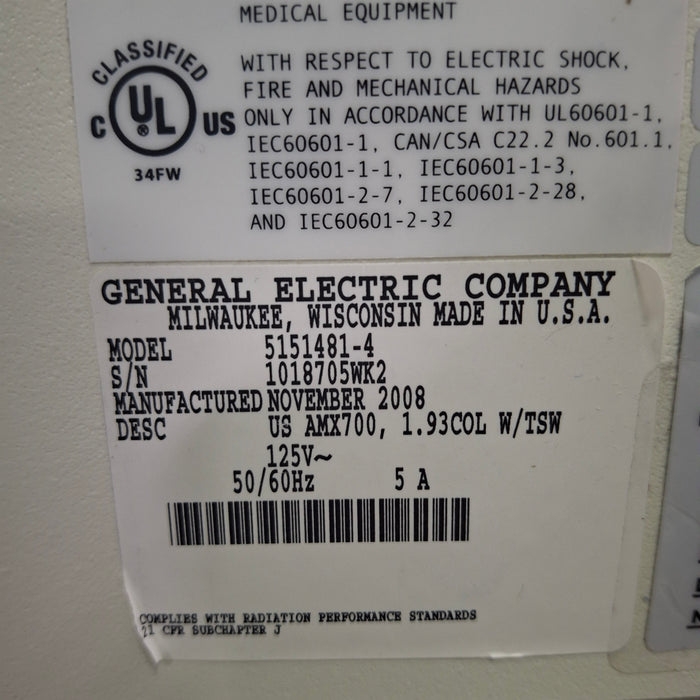 MEDICAL EQUIPMENT
CLASSIFIED
C UL ® US
34FW
WITH RESPECT TO ELECTRIC SHOCK,
FIRE AND MECHANICAL HAZARDS
ONLY IN ACCORDANCE WITH UL60601-1,
IEC60601-1, CAN/CSA C22.2 No.601.1,
IEC60601-1-1, IEC60601-1-3,
IEC60601-2-7, IEC60601-2-28,
AND IEC60601-2-32
GENERAL ELECTRIC COMPANY
MILWAUKEE, WISCONSIN MADE IN U.S.A.
MODEL 5151481-4
S/N 1018705WK2
MANUFACTURED NOVEMBER 2008
DESC US AMX700, 1.93COL W/TSW
125V~
50/60Hz 5 A
COMPLIES WITH RADIATION PERFORMANCE STANDARDS
21 CFR SUBCHAPTER J